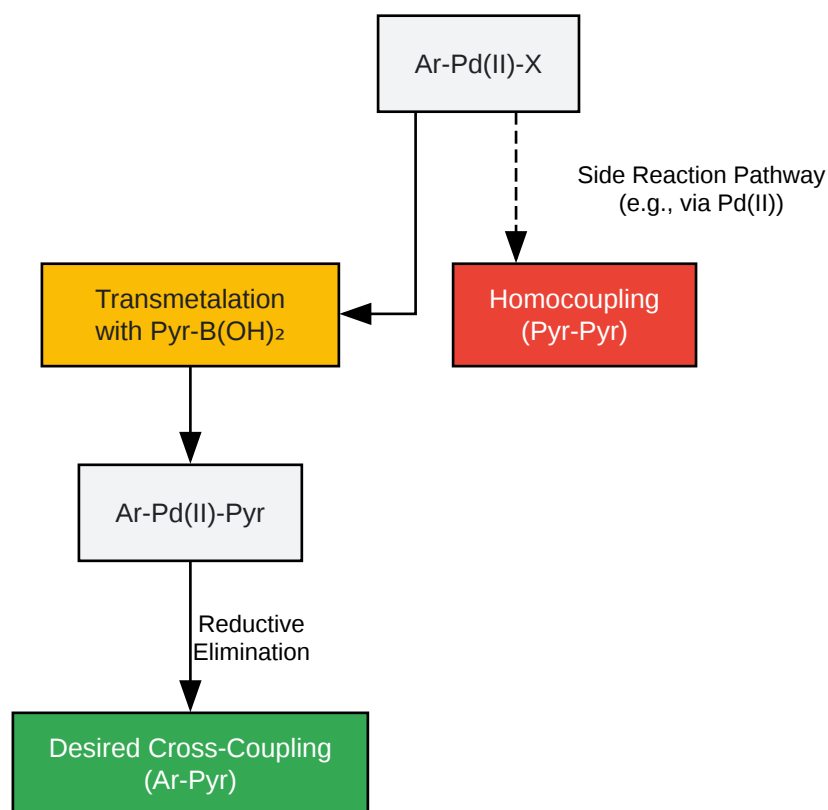 Ar-Pd(II)-X
Side Reaction Pathway
(e.g., via Pd(II))
Transmetalation
with Pyr-B(OH)₂
Homocoupling
(Pyr-Pyr)
Ar-Pd(II)-Pyr
Reductive
Elimination
Desired Cross-Coupling
(Ar-Pyr)